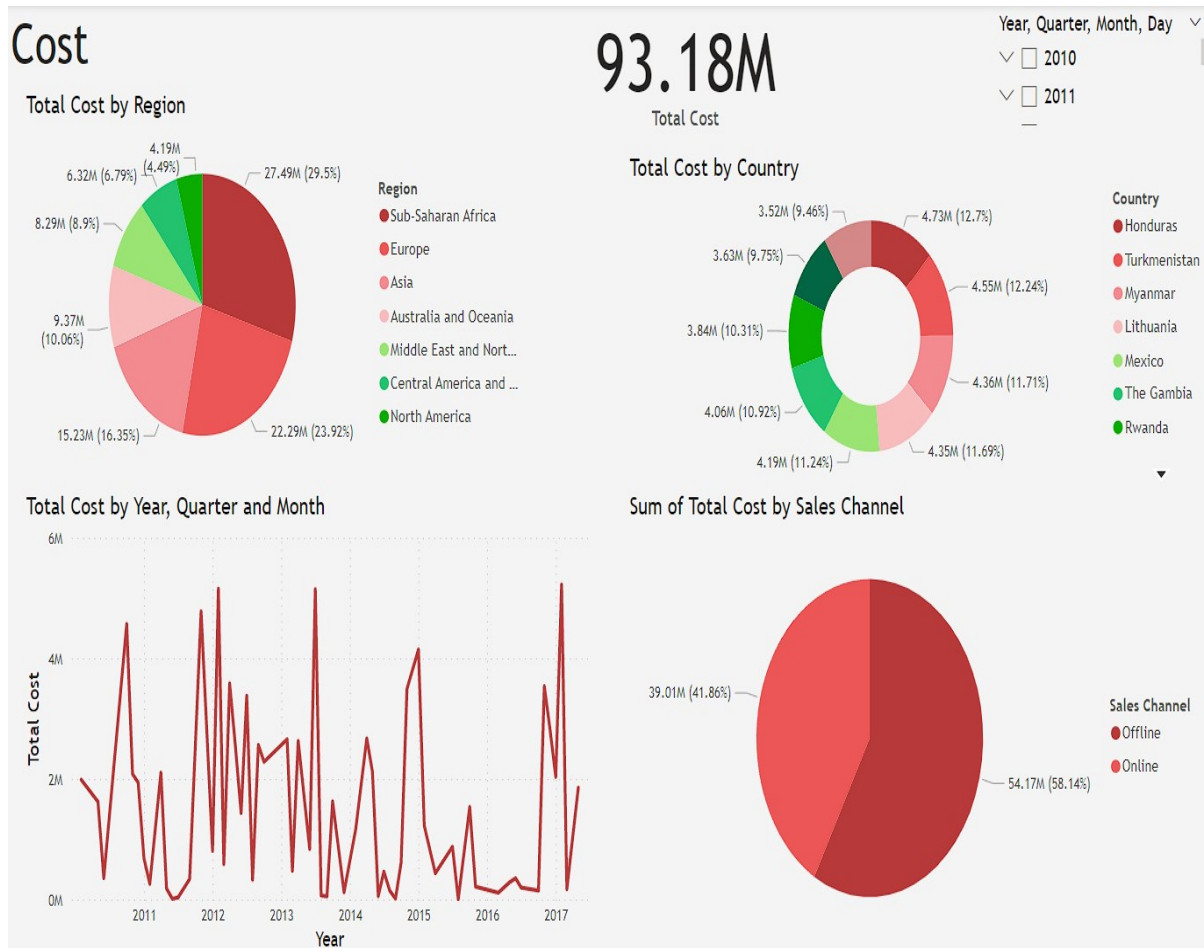 Cost
93.18M
Total Cost
Year, Quarter, Month, Day
2010
2011
Total Cost by Region
4.19M
(4.49%)
6.32M (6.79%)
27.49M (29.5%)
8.29M (8.9%)
9.37M
(10.06%)
15.23M (16.35%)
22.29M (23.92%)
Region
Sub-Saharan Africa
Europe
Asia
Australia and Oceania
Middle East and Nort...
Central America and ...
North America
Total Cost by Country
3.52M (9.46%)
4.73M (12.7%)
3.63M (9.75%)
4.55M (12.24%)
3.84M (10.31%)
4.36M (11.71%)
4.06M (10.92%)
4.35M (11.69%)
4.19M (11.24%)
Country
Honduras
Turkmenistan
Myanmar
Lithuania
Mexico
The Gambia
Rwanda
Total Cost by Year, Quarter and Month
6M
4M
2M
0M
Total Cost
2011 2012 2013 2014 2015 2016 2017
Year
Sum of Total Cost by Sales Channel
39.01M (41.86%)
54.17M (58.14%)
Sales Channel
Offline
Online